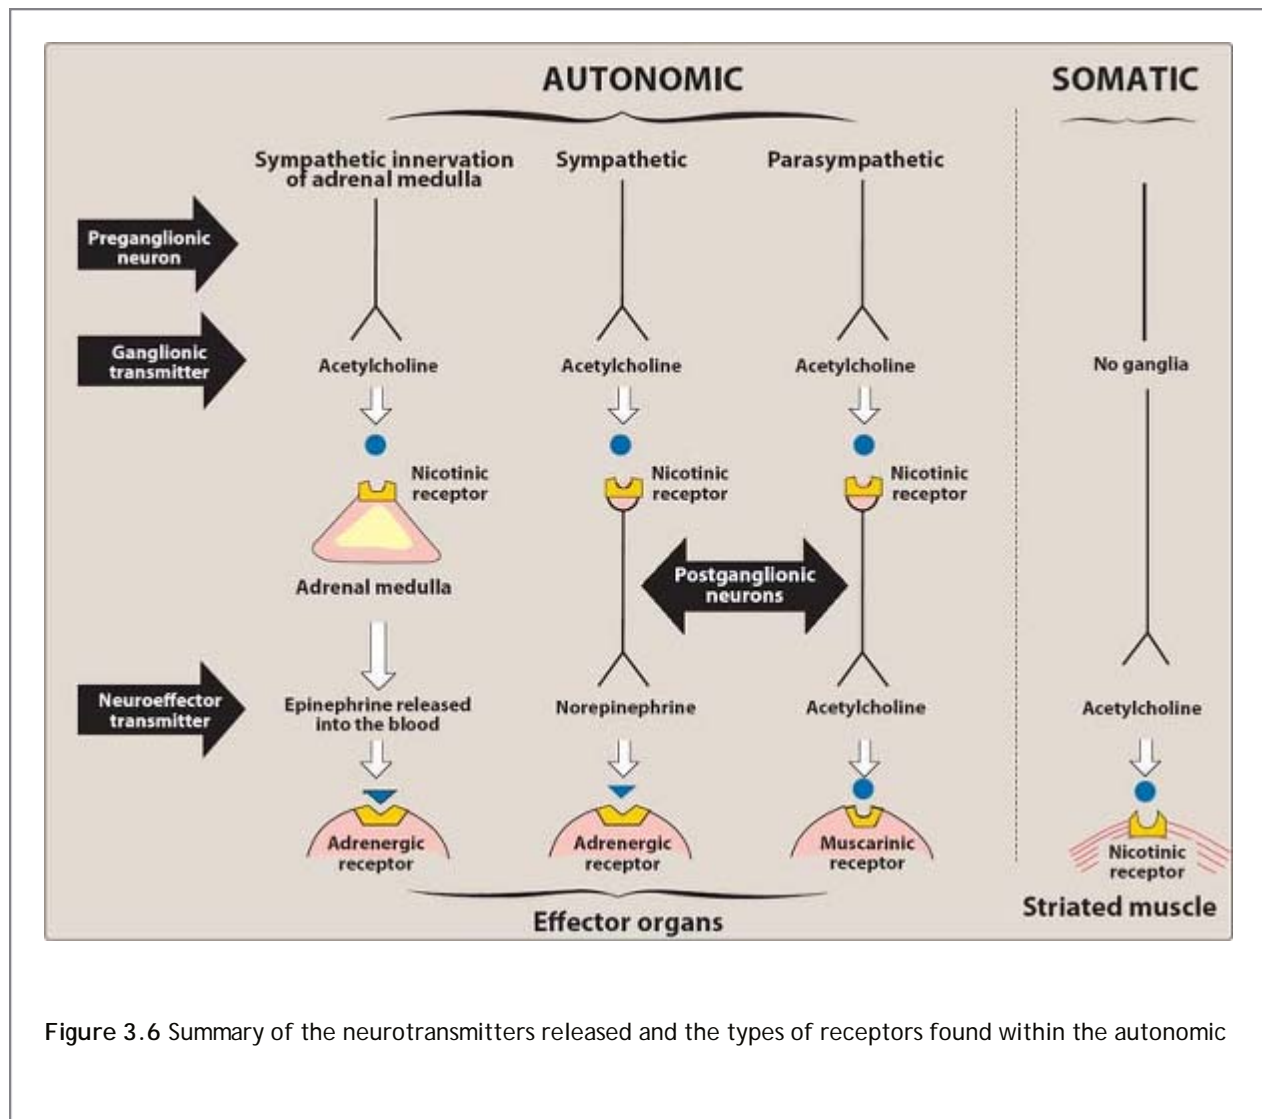 AUTONOMIC
SOMATIC
Sympathetic innervation
of adrenal medulla
Sympathetic
Parasympathetic
Preganglionic
neuron
Ganglionic
transmitter
Acetylcholine
Acetylcholine
Acetylcholine
No ganglia
Nicotinic
receptor
Nicotinic
receptor
Nicotinic
receptor
Adrenal medulla
Postganglionic
neurons
Neuroeffector
transmitter
Epinephrine released
into the blood
Norepinephrine
Acetylcholine
Acetylcholine
Adrenergic
receptor
Adrenergic
receptor
Muscarinic
receptor
Nicotinic
receptor
Striated muscle
Effector organs
Figure 3.6 Summary of the neurotransmitters released and the types of receptors found within the autonomic